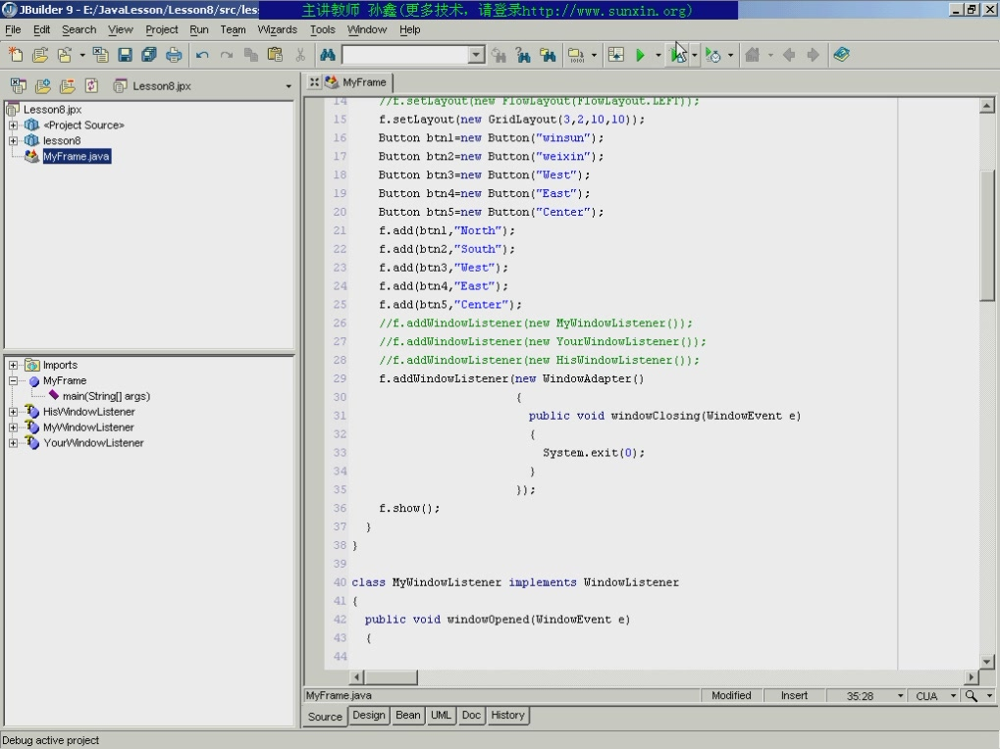 JBuilder 9 - E:/JavaLesson/Lesson8/src/les
主讲教师 孙鑫(更多技术，请登录http://www.sunxin.org)
File Edit Search View Project Run Team Wizards Tools Window Help
Lesson8.jpx
MyFrame
Lesson8.jpx
<Project Source>
lesson8
MyFrame.java
Imports
MyFrame
main(String[] args)
HisWindowListener
MyWindowListener
YourWindowListener
14 //f.setLayout(new FlowLayout(FlowLayout.LEFT));
15 f.setLayout(new GridLayout(3,2,10,10));
16 Button btn1=new Button("winsun");
17 Button btn2=new Button("weixin");
18 Button btn3=new Button("West");
19 Button btn4=new Button("East");
20 Button btn5=new Button("Center");
21 f.add(btn1,"North");
22 f.add(btn2,"South");
23 f.add(btn3,"West");
24 f.add(btn4,"East");
25 f.add(btn5,"Center");
26 //f.addWindowListener(new MyWindowListener());
27 //f.addWindowListener(new YourWindowListener());
28 //f.addWindowListener(new HisWindowListener());
29 f.addWindowListener(new WindowAdapter()
30 {
31 public void windowClosing(WindowEvent e)
32 {
33 System.exit(0);
34 }
35 });
36 f.show();
37 }
38 }
39
40 class MyWindowListener implements WindowListener
41 {
42 public void windowOpened(WindowEvent e)
43 {
44
MyFrame.java Modified Insert 35:28 CUA
Source Design Bean UML Doc History
Debug active project